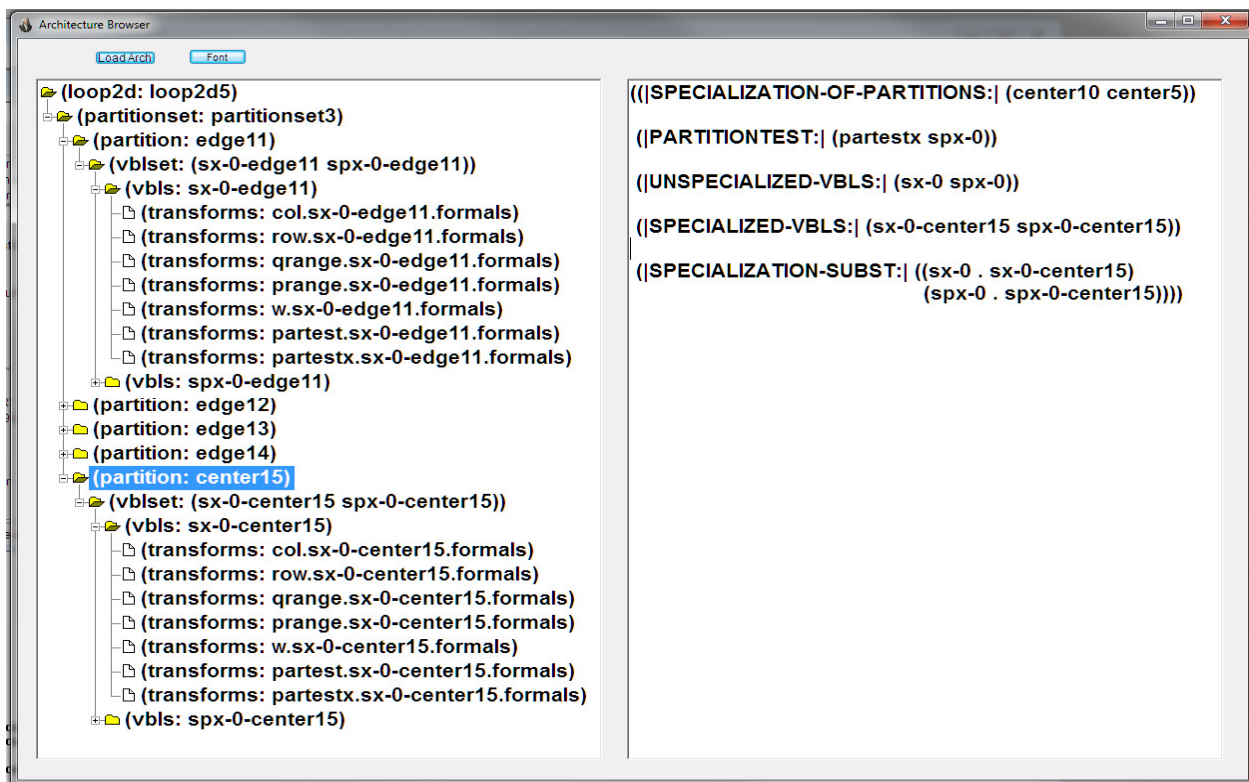 Architecture Browser
Load Arch Font
(loop2d: loop2d5)
(partitionset: partitionset3)
(partition: edge11)
(vblset: (sx-0-edge11 spx-0-edge11))
(vbls: sx-0-edge11)
(transforms: col.sx-0-edge11.formals)
(transforms: row.sx-0-edge11.formals)
(transforms: qrange.sx-0-edge11.formals)
(transforms: prange.sx-0-edge11.formals)
(transforms: w.sx-0-edge11.formals)
(transforms: partest.sx-0-edge11.formals)
(transforms: partestx.sx-0-edge11.formals)
(vbls: spx-0-edge11)
(partition: edge12)
(partition: edge13)
(partition: edge14)
(partition: center15)
(vblset: (sx-0-center15 spx-0-center15))
(vbls: sx-0-center15)
(transforms: col.sx-0-center15.formals)
(transforms: row.sx-0-center15.formals)
(transforms: qrange.sx-0-center15.formals)
(transforms: prange.sx-0-center15.formals)
(transforms: w.sx-0-center15.formals)
(transforms: partest.sx-0-center15.formals)
(transforms: partestx.sx-0-center15.formals)
(vbls: spx-0-center15)
((|SPECIALIZATION-OF-PARTITIONS:| (center10 center5))
(|PARTITIONTEST:| (partestx spx-0))
(|UNSPECIALIZED-VBLS:| (sx-0 spx-0))
(|SPECIALIZED-VBLS:| (sx-0-center15 spx-0-center15))
(|SPECIALIZATION-SUBST:| ((sx-0 . sx-0-center15)
(spx-0 . spx-0-center15))))